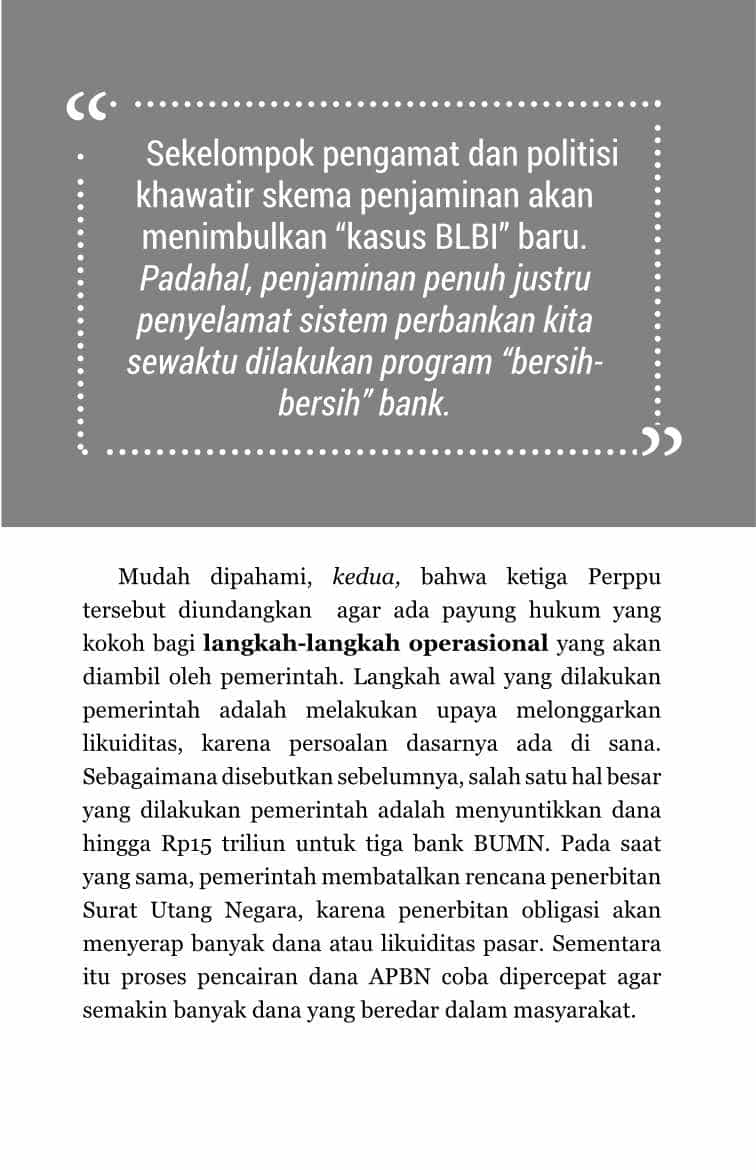 “
Sekelompok pengamat dan politisi
khawatir skema penjaminan akan
menimbulkan “kasus BLBI” baru.
Padahal, penjaminan penuh justru
penyelamat sistem perbankan kita
sewaktu dilakukan program “bersih-
bersih” bank.
”
Mudah dipahami, kedua, bahwa ketiga Perppu
tersebut diundangkan agar ada payung hukum yang
kokoh bagi langkah-langkah operasional yang akan
diambil oleh pemerintah. Langkah awal yang dilakukan
pemerintah adalah melakukan upaya melonggarkan
likuiditas, karena persoalan dasarnya ada di sana.
Sebagaimana disebutkan sebelumnya, salah satu hal besar
yang dilakukan pemerintah adalah menyuntikkan dana
hingga Rp15 triliun untuk tiga bank BUMN. Pada saat
yang sama, pemerintah membatalkan rencana penerbitan
Surat Utang Negara, karena penerbitan obligasi akan
menyerap banyak dana atau likuiditas pasar. Sementara
itu proses pencairan dana APBN coba dipercepat agar
semakin banyak dana yang beredar dalam masyarakat.